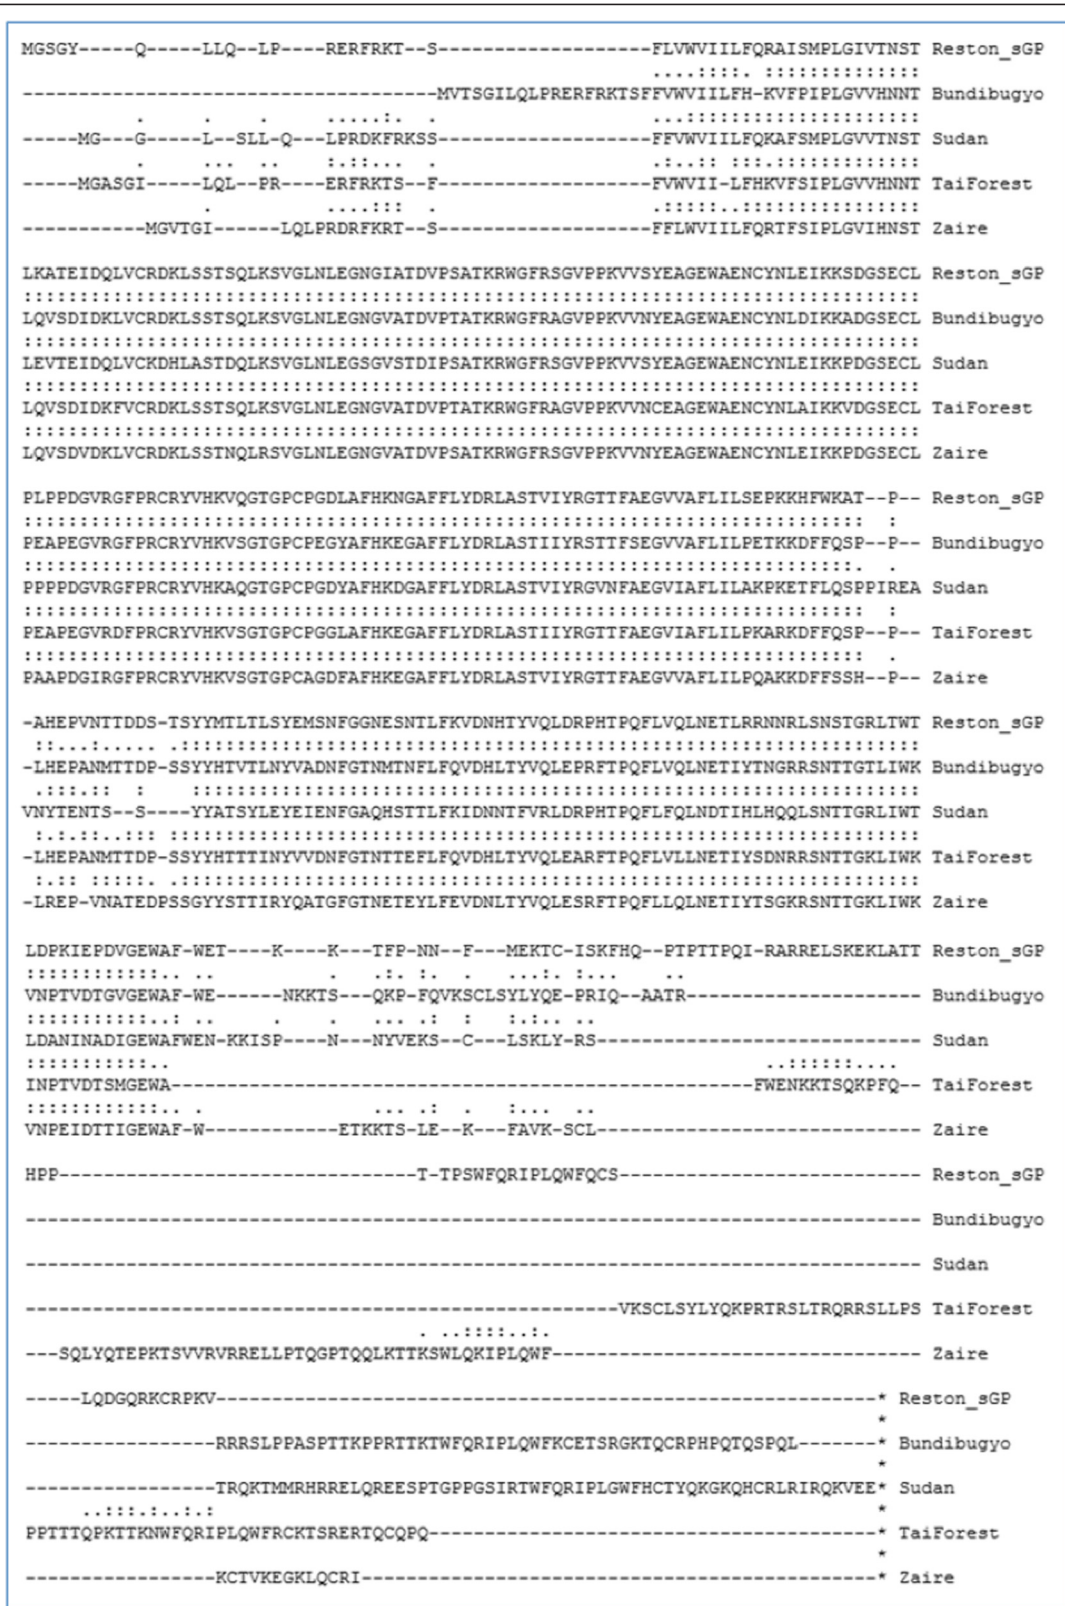 MGSGY-----Q-----LLQ--LP----RERFRKT--S-------------------FLVWVIILFQRAISMPLGIVTNST Reston_sGP
....::::. ::::::::::::::
-------------------------------------MVTSGILQLPRERFRKTSFFVWVIILFH-KVFPIPLGVVHNNT Bundibugyo
. . . .....:. . ...:::: ::::::::::::::
-----MG---G-----L--SLL-Q---LPRDKFRKSS-------------------FFVWVIILFQKAFSMPLGVVTNST Sudan
. ... .. :.:.. . .:..:: :::.::::::::::::::
-----MGASGI-----LQL--PR----ERFRKTS--F-------------------FVWVII-LFHKVFSIPLGVVHNNT TaiForest
. ....::: . .:::::..:::::::::::::::::
-----------MGVTGI------LQLPRDRFKRT--S-------------------FFLWVIILFQRTFSIPLGVIHNST Zaire
LKATEIDQLVCRDKLSSTSQLKSVGLNLEGNGIATDVPSATKRWGFRSGVPPKVVSYEAGEWAENCYNLEIKKSDGSECL Reston_sGP
::::::::::::::::::::::::::::::::::::::::::::::::::::::::::::::::::::::::::::::::
LQVSDIDKLVCRDKLSSTSQLKSVGLNLEGNGVATDVPTATKRWGFRAGVPPKVVNYEAGEWAENCYNLDIKKADGSECL Bundibugyo
::::::::::::::::::::::::::::::::::::::::::::::::::::::::::::::::::::::::::::::::
LEVTEIDQLVCKDHLASTDQLKSVGLNLEGSGVSTDIPSATKRWGFRSGVPPKVVSYEAGEWAENCYNLEIKKPDGSECL Sudan
::::::::::::::::::::::::::::::::::::::::::::::::::::::::::::::::::::::::::::::::
LQVSDIDKFVCRDKLSSTSQLKSVGLNLEGNGVATDVPTATKRWGFRAGVPPKVVNCEAGEWAENCYNLAIKKVDGSECL TaiForest
::::::::::::::::::::::::::::::::::::::::::::::::::::::::::::::::::::::::::::::::
LQVSDVDKLVCRDKLSSTNQLRSVGLNLEGNGVATDVPSATKRWGFRSGVPPKVVNYEAGEWAENCYNLEIKKPDGSECL Zaire
PLPPDGVRGFPRCRYVHKVQGTGPCPGDLAFHKNGAFFLYDRLASTVIYRGTTFAEGVVAFLILSEPKKHFWKAT--P-- Reston_sGP
::::::::::::::::::::::::::::::::::::::::::::::::::::::::::::::::::::::::::: :
PEAPEGVRGFPRCRYVHKVSGTGPCPEGYAFHKEGAFFLYDRLASTIIYRSTTFSEGVVAFLILPETKKDFFQSP--P-- Bundibugyo
:::::::::::::::::::::::::::::::::::::::::::::::::::::::::::::::::::::::::::. .
PPPPDGVRGFPRCRYVHKAQGTGPCPGDYAFHKDGAFFLYDRLASTVIYRGVNFAEGVIAFLILAKPKETFLQSPPIREA Sudan
::::::::::::::::::::::::::::::::::::::::::::::::::::::::::::::::::::::::::: :
PEAPEGVRDFPRCRYVHKVSGTGPCPGGLAFHKEGAFFLYDRLASTIIYRGTTFAEGVIAFLILPKARKDFFQSP--P-- TaiForest
::::::::::::::::::::::::::::::::::::::::::::::::::::::::::::::::::::::::::: .
PAAPDGIRGFPRCRYVHKVSGTGPCAGDFAFHKEGAFFLYDRLASTVIYRGTTFAEGVVAFLILPQAKKDFFSSH--P-- Zaire
-AHEPVNTTDDS-TSYYMTLTLSYEMSNFGGNESNTLFKVDNHTYVQLDRPHTPQFLVQLNETLRRNNRLSNSTGRLTWT Reston_sGP
::...:..... .::::::::::::::::::::::::::::::::::::::::::::::::::::::::::::::::::
-LHEPANMTTDP-SSYYHTVTLNYVADNFGTNMTNFLFQVDHLTYVQLEPRFTPQFLVQLNETIYTNGRRSNTTGTLIWK Bundibugyo
.:::.:: : :::::::::::::::::::::::::::::::::::::::::::::::::::::::::::::::::
VNYTENTS--S----YYATSYLEYEIENFGAQHSTTLFKIDNNTFVRLDRPHTPQFLFQLNDTIHLHQQLSNTTGRLIWT Sudan
:.:.::..::: :::::::::::::::::::::::::::::::::::::::::::::::::::::::::::::::::::
-LHEPANMTTDP-SSYYHTTTINYVVDNFGTNTTEFLFQVDHLTYVQLEARFTPQFLVLLNETIYSDNRRSNTTGKLIWK TaiForest
:.:: :::::. .::::::::::::::::::::::::::::::::::::::::::::::::::::::::::::::::::
-LREP-VNATEDPSSGYYSTTIRYQATGFGTNETEYLFEVDNLTYVQLESRFTPQFLLQLNETIYTSGKRSNTTGKLIWK Zaire
LDPKIEPDVGEWAF-WET----K----K---TFP-NN--F---MEKTC-ISKFHQ--PTPTTPQI-RARRELSKEKLATT Reston_sGP
::::::::::::.. .. . .:. :. . ...:. :... ..
VNPTVDTGVGEWAF-WE------NKKTS---QKP-FQVKSCLSYLYQE-PRIQ--AATR--------------------- Bundibugyo
::::::::::::..: .. . . ... .: : :.:.. ..
LDANINADIGEWAFWEN-KKISP----N---NYVEKS--C---LSKLY-RS----------------------------- Sudan
::::::::::::.. ..::::::....
INPTVDTSMGEWA----------------------------------------------------FWENKKTSQKPFQ-- TaiForest
::::::::::::.. . ... .: . :... ..
VNPEIDTTIGEWAF-W------------ETKKTS-LE--K---FAVK-SCL----------------------------- Zaire
HPP--------------------------------T-TPSWFQRIPLQWFQCS--------------------------- Reston_sGP
-------------------------------------------------------------------------------- Bundibugyo
-------------------------------------------------------------------------------- Sudan
-----------------------------------------------------VKSCLSYLYQKPRTRSLTRQRRSLLPS TaiForest
. ..::::..:.
---SQLYQTEPKTSVVRVRRELLPTQGPTQQLKTTKSWLQKIPLQWF--------------------------------- Zaire
-----LQDGQRKCRPKV-----------------------------------------------------------* Reston_sGP
*
-----------------RRRSLPPASPTTKPPRTTKTWFQRIPLQWFKCETSRGKTQCRPHPQTQSPQL-------* Bundibugyo
*
-----------------TRQKTMMRHRRELQREESPTGPPGSIRTWFQRIPLGWFHCTYQKGKQHCRLRIRQKVEE* Sudan
..:::.:..:.: *
PPTTTQPKTTKNWFQRIPLQWFRCKTSRERTQCQPQ----------------------------------------* TaiForest
*
-----------------KCTVKEGKLQCRI----------------------------------------------* Zaire